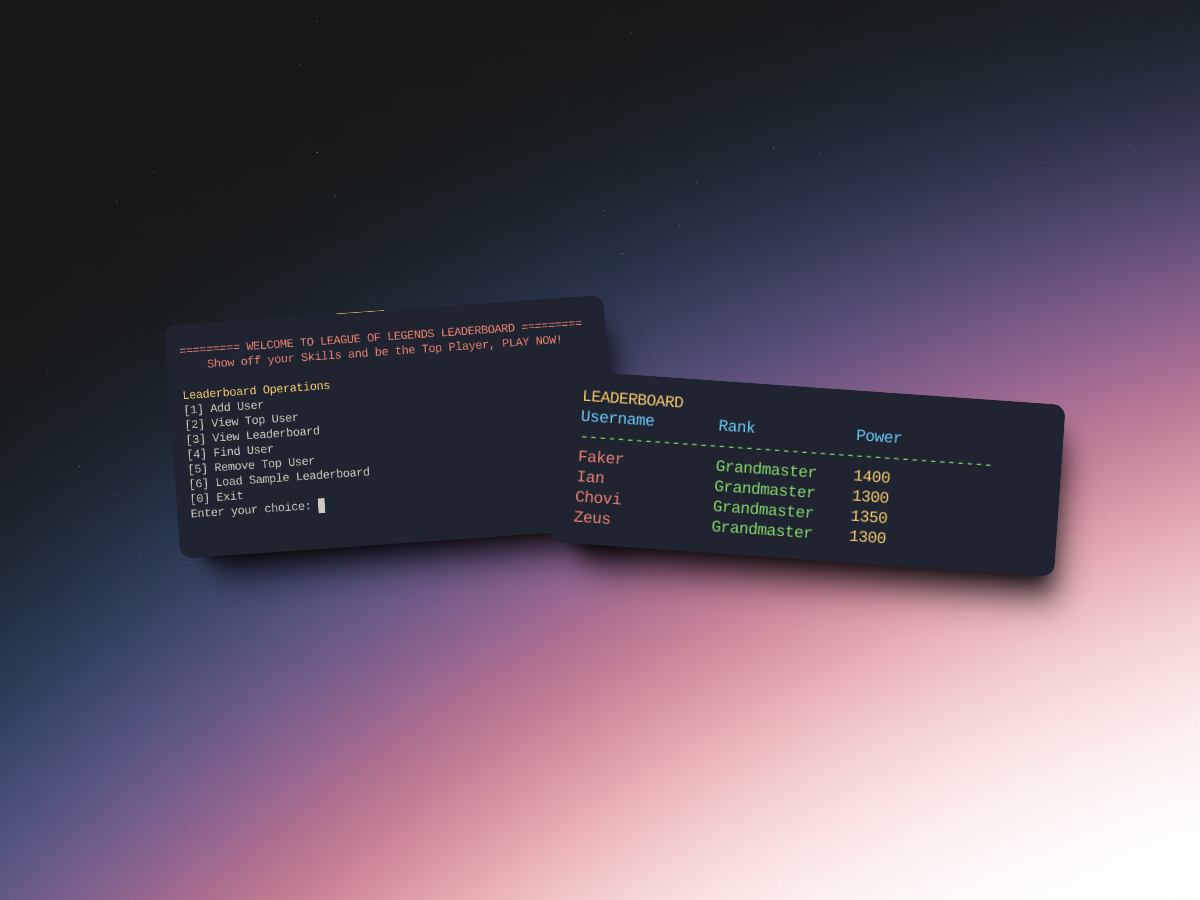 ========= WELCOME TO LEAGUE OF LEGENDS LEADERBOARD =========
Show off your Skills and be the Top Player, PLAY NOW!
Leaderboard Operations
[1] Add User
[2] View Top User
[3] View Leaderboard
[4] Find User
[5] Remove Top User
[6] Load Sample Leaderboard
[0] Exit
Enter your choice:
LEADERBOARD
Username Rank Power
---------------------------------------------
Faker Grandmaster 1400
Ian Grandmaster 1300
Chovi Grandmaster 1350
Zeus Grandmaster 1300